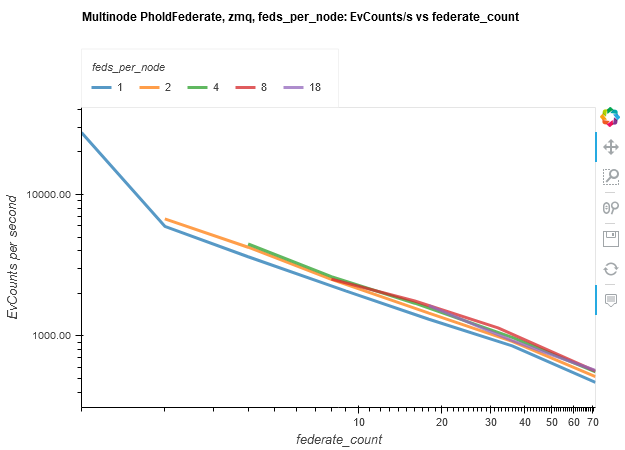 Multinode PholdFederate, zmq, feds_per_node: EvCounts/s vs federate_count
feds_per_node
1 2 4 8 18
EvCounts per second
10000.00
1000.00
10 20 30 40 50 60 70
federate_count